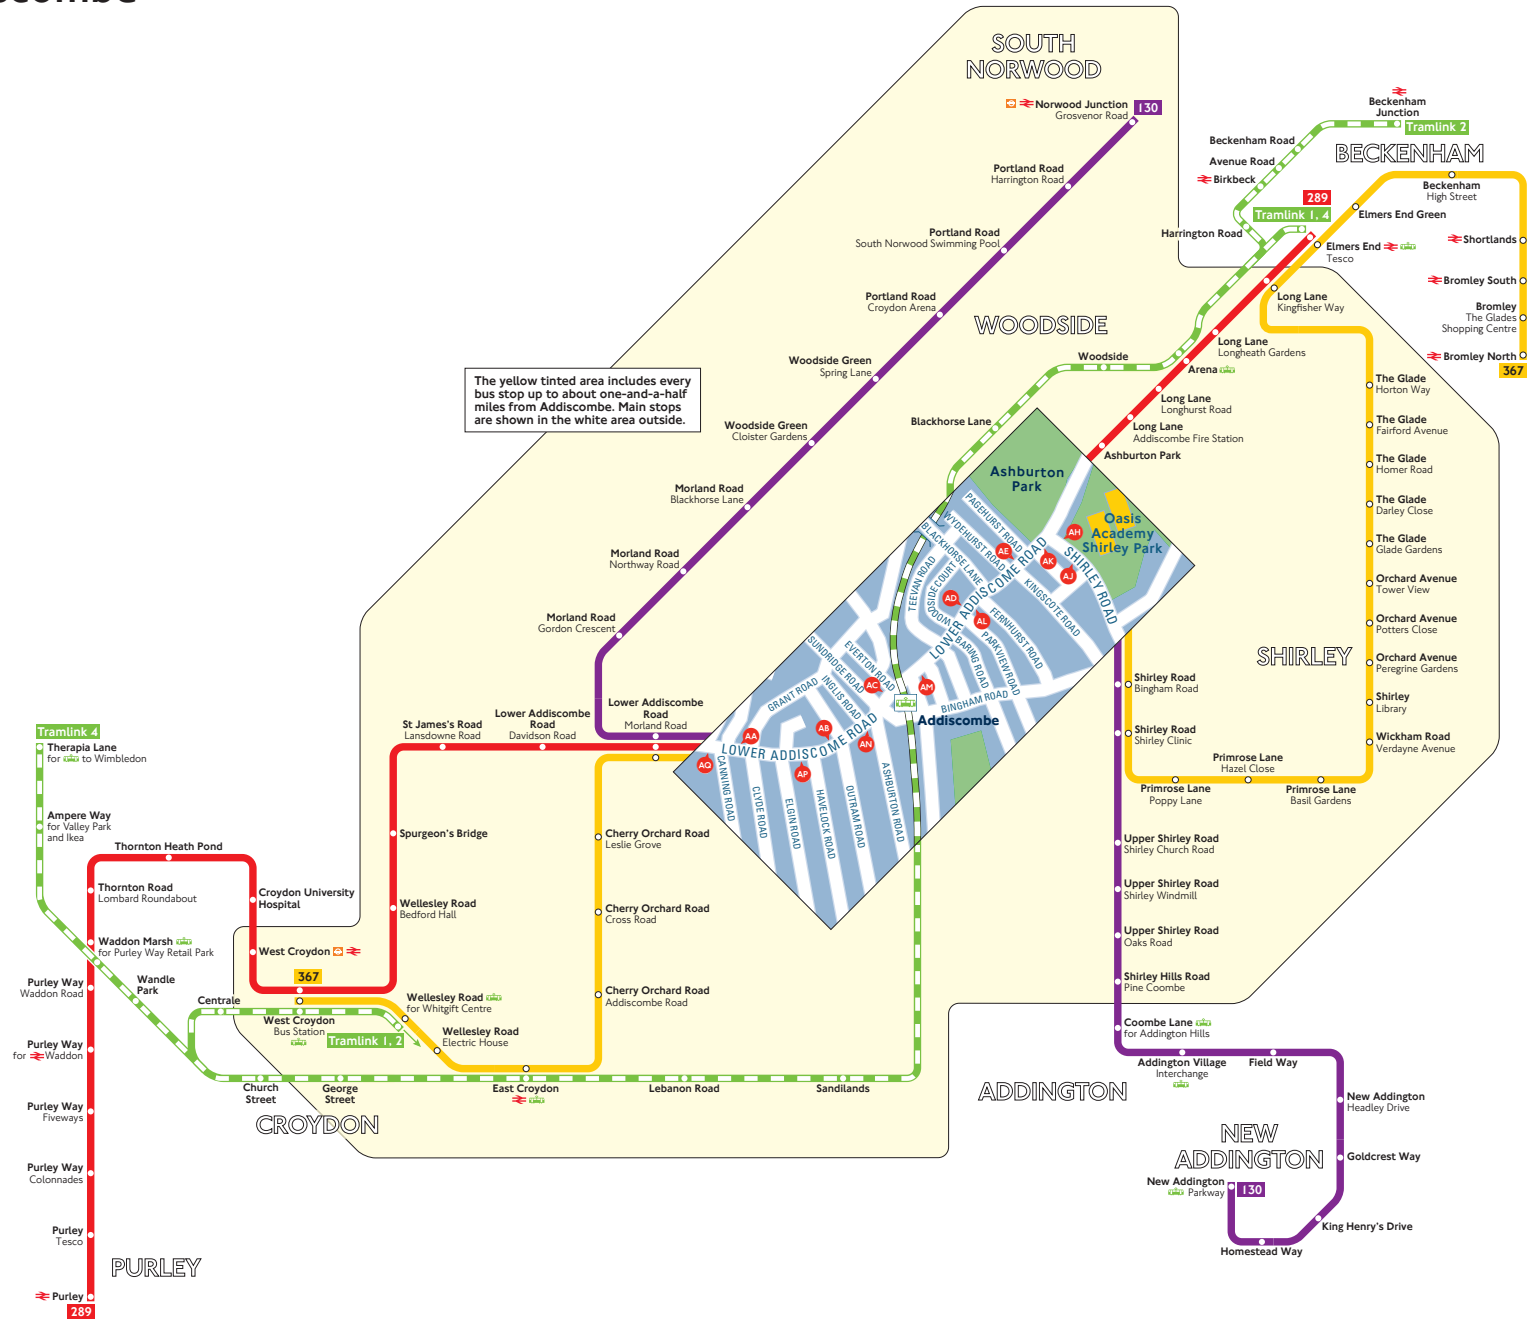 SOUTH
NORWOOD
Norwood Junction
Grosvenor Road
130
Portland Road
Harrington Road
Portland Road
South Norwood Swimming Pool
Portland Road
Croydon Arena
Woodside Green
Spring Lane
Woodside Green
Cloister Gardens
Morland Road
Blackhorse Lane
Morland Road
Northway Road
Morland Road
Gordon Crescent
Lower Addiscombe
Road
Morland Road
The yellow tinted area includes every
bus stop up to about one-and-a-half
miles from Addiscombe. Main stops
are shown in the white area outside.
Beckenham
Junction
Tramlink 2
BECKENHAM
Beckenham Road
Avenue Road
Birkbeck
Harrington Road
289
Tramlink 1, 4
Beckenham
High Street
Elmers End Green
Elmers End
Tesco
Shortlands
Bromley South
Bromley
The Glades
Shopping Centre
Bromley North
367
WOODSIDE
Woodside
Blackhorse Lane
Long Lane
Kingfisher Way
Long Lane
Longheath Gardens
Arena
Long Lane
Longhurst Road
Long Lane
Addiscombe Fire Station
Ashburton Park
The Glade
Horton Way
The Glade
Fairford Avenue
The Glade
Homer Road
The Glade
Darley Close
The Glade
Glade Gardens
Orchard Avenue
Tower View
Orchard Avenue
Potters Close
Orchard Avenue
Peregrine Gardens
Shirley
Library
Wickham Road
Verdayne Avenue
SHIRLEY
Primrose Lane
Hazel Close
Primrose Lane
Poppy Lane
Primrose Lane
Basil Gardens
Shirley Road
Bingham Road
Shirley Road
Shirley Clinic
Upper Shirley Road
Shirley Church Road
Upper Shirley Road
Shirley Windmill
Upper Shirley Road
Oaks Road
Shirley Hills Road
Pine Coombe
Coombe Lane
for Addington Hills
Addington Village
Interchange
Field Way
ADDINGTON
New Addington
Headley Drive
Goldcrest Way
King Henry's Drive
Homestead Way
NEW
ADDINGTON
New Addington
Parkway
130
Ashburton
Park
Oasis
Academy
Shirley Park
PAGEHURST ROAD
WYDEHURST ROAD
BLACKHORSE LANE
TEEVAN ROAD
WOODSIDE COURT
LOWER ADDISCOME ROAD
SHIRLEY ROAD
KINGSCOTE ROAD
FERNHURST ROAD
PARKVIEW ROAD
BARING ROAD
BINGHAM ROAD
EVERTON ROAD
SUNDRIDGE ROAD
INGLIS ROAD
GRANT ROAD
LOWER ADDISCOME ROAD
CANNING ROAD
CLYDE ROAD
ELGIN ROAD
HAVELOCK ROAD
OUTRAM ROAD
ASHBURTON ROAD
Addiscombe
AH
AE
AK
AJ
AD
AL
AC
AM
AA
AB
AN
AQ
AP
St James's Road
Lansdowne Road
Lower Addiscombe
Road
Davidson Road
Spurgeon's Bridge
Wellesley Road
Bedford Hall
Cherry Orchard Road
Leslie Grove
Cherry Orchard Road
Cross Road
Cherry Orchard Road
Addiscombe Road
Tramlink 4
Therapia Lane
for to Wimbledon
Ampere Way
for Valley Park
and Ikea
Thornton Heath Pond
Thornton Road
Lombard Roundabout
Croydon University
Hospital
Waddon Marsh
for Purley Way Retail Park
West Croydon
Purley Way
Waddon Road
Wandle
Park
Centrale
367
West Croydon
Bus Station
Tramlink 1, 2
Wellesley Road
for Whitgift Centre
Wellesley Road
Electric House
Purley Way
for Waddon
Church
Street
George
Street
East Croydon
Lebanon Road
Sandilands
CROYDON
Purley Way
Fiveways
Purley Way
Colonnades
Purley
Tesco
PURLEY
Purley
289